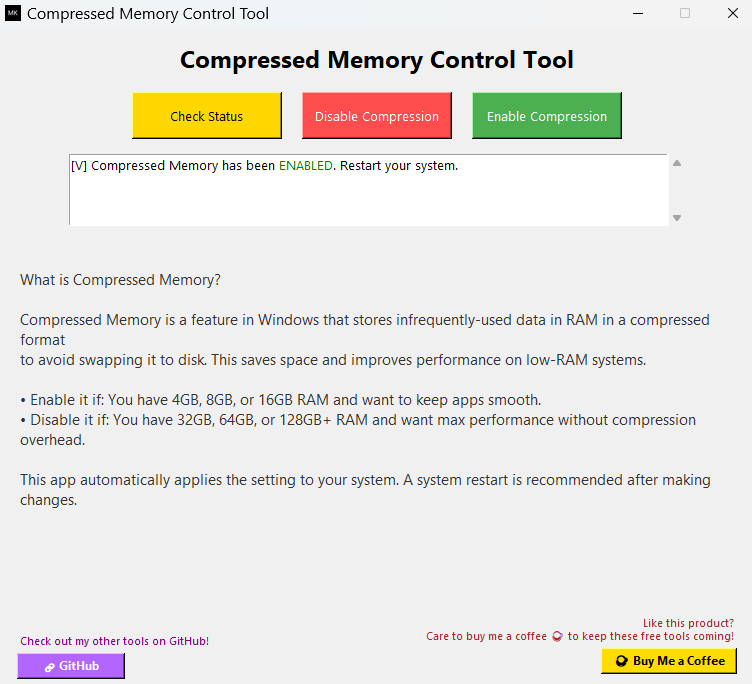 MK Compressed Memory Control Tool
Compressed Memory Control Tool
Check Status
Disable Compression
Enable Compression
[V] Compressed Memory has been ENABLED. Restart your system.
What is Compressed Memory?
Compressed Memory is a feature in Windows that stores infrequently-used data in RAM in a compressed
format
to avoid swapping it to disk. This saves space and improves performance on low-RAM systems.
• Enable it if: You have 4GB, 8GB, or 16GB RAM and want to keep apps smooth.
• Disable it if: You have 32GB, 64GB, or 128GB+ RAM and want max performance without compression
overhead.
This app automatically applies the setting to your system. A system restart is recommended after making
changes.
Like this product?
Care to buy me a coffee to keep these free tools coming!
Check out my other tools on GitHub!
GitHub
Buy Me a Coffee